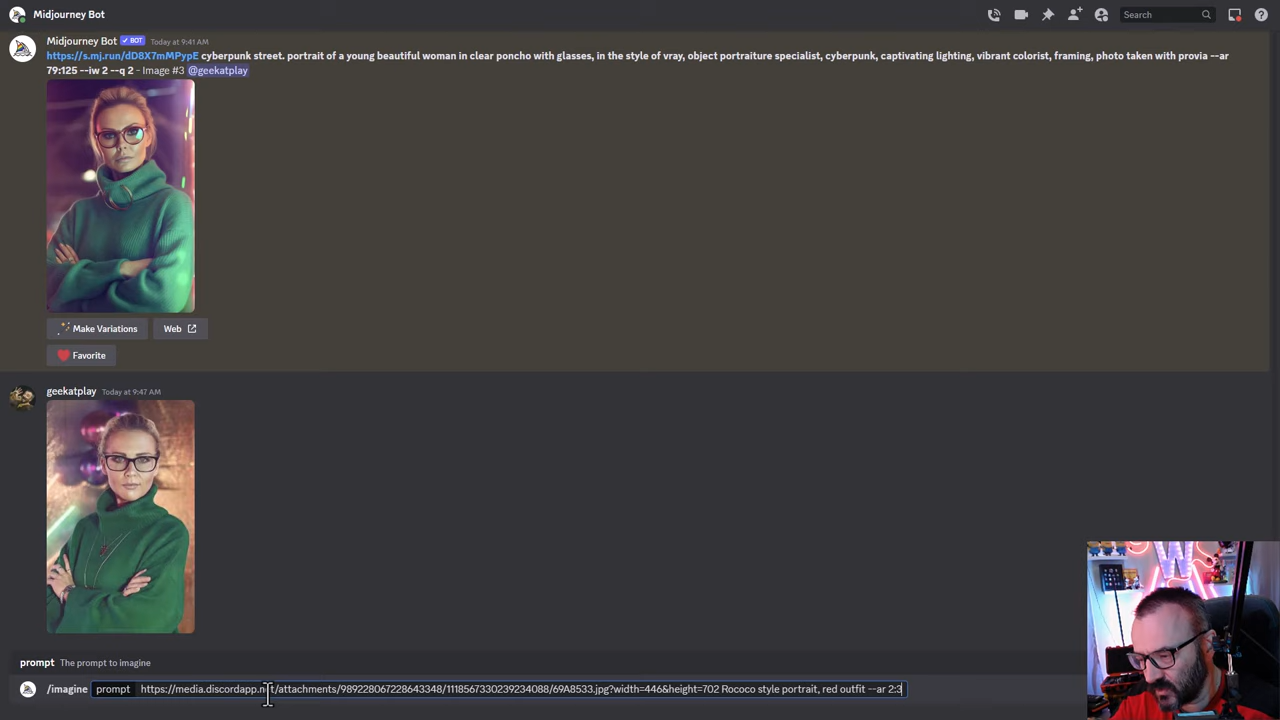 Midjourney Bot
Search
Midjourney Bot BOT Today at 9:41 AM
https://s.mj.run/dD8X7mMPypE cyberpunk street. portrait of a young beautiful woman in clear poncho with glasses, in the style of vray, object portraiture specialist, cyberpunk, captivating lighting, vibrant colorist, framing, photo taken with provia --ar
79:125 --iw 2 --q 2 - Image #3 @geekatplay
Make Variations Web
Favorite
geekatplay Today at 9:47 AM
prompt The prompt to imagine
/imagine prompt https://media.discordapp.net/attachments/989228067228643348/1118567330239234088/69A8533.jpg?width=446&height=702 Rococo style portrait, red outfit --ar 2:3